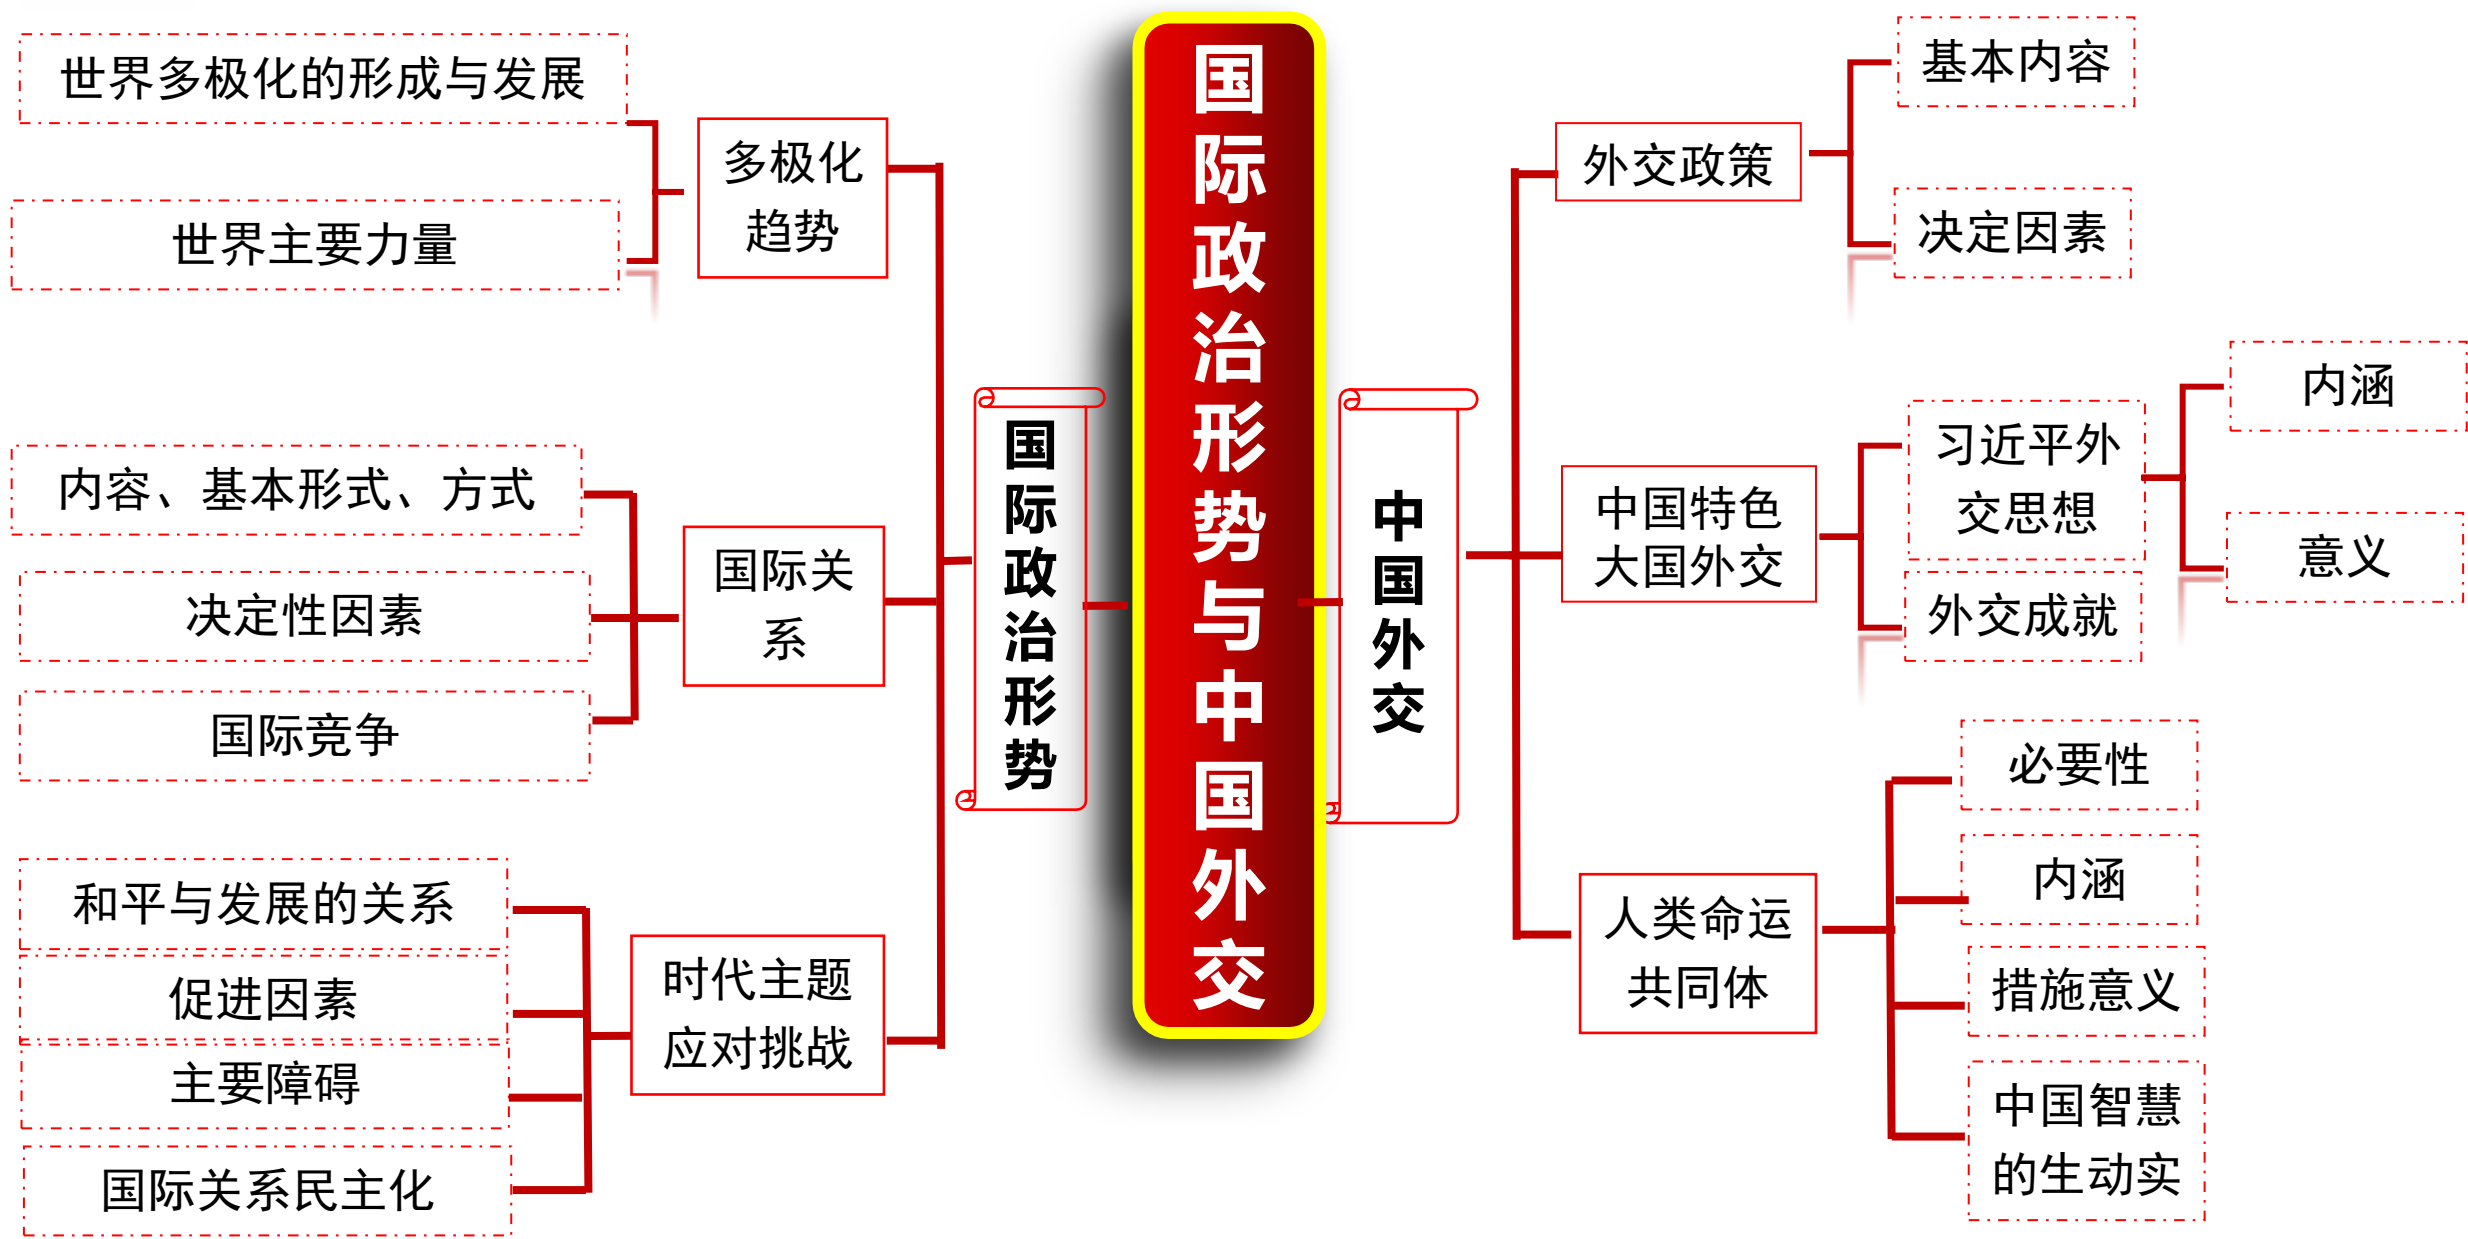 世界多极化的形成与发展
世界主要力量
多极化
趋势
内容、基本形式、方式
决定性因素
国际竞争
国际关
系
和平与发展的关系
促进因素
主要障碍
国际关系民主化
时代主题
应对挑战
国际政治形势
国际政治形势与中国外交
中国外交
外交政策
基本内容
决定因素
中国特色
大国外交
习近平外
交思想
外交成就
内涵
意义
人类命运
共同体
必要性
内涵
措施意义
中国智慧
的生动实